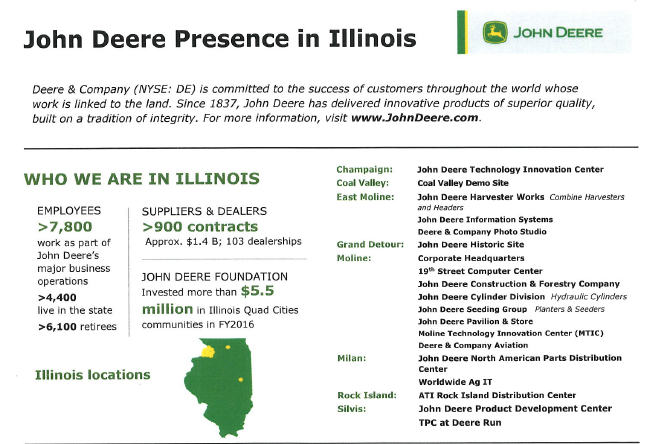 John Deere Presence in Illinois
JOHN DEERE
Deere & Company (NYSE: DE) is committed to the success of customers throughout the world whose
work is linked to the land. Since 1837, John Deere has delivered innovative products of superior quality,
built on a tradition of integrity. For more information, visit www.JohnDeere.com.
WHO WE ARE IN ILLINOIS
EMPLOYEES
>7,800
work as part of
John Deere's
major business
operations
>4,400
live in the state
>6,100 retirees
SUPPLIERS & DEALERS
>900 contracts
Approx. $1.4 B; 103 dealerships
JOHN DEERE FOUNDATION
Invested more than $5.5
million in Illinois Quad Cities
communities in FY2016
Illinois locations
Champaign: John Deere Technology Innovation Center
Coal Valley: Coal Valley Demo Site
East Moline: John Deere Harvester Works Combine Harvesters
and Headers
John Deere Information Systems
Deere & Company Photo Studio
Grand Detour: John Deere Historic Site
Moline: Corporate Headquarters
19th Street Computer Center
John Deere Construction & Forestry Company
John Deere Cylinder Division Hydraulic Cylinders
John Deere Seeding Group Planters & Seeders
John Deere Pavilion & Store
Moline Technology Innovation Center (MTIC)
Deere & Company Aviation
Milan: John Deere North American Parts Distribution
Center
Worldwide Ag IT
Rock Island: ATI Rock Island Distribution Center
Silvis: John Deere Product Development Center
TPC at Deere Run